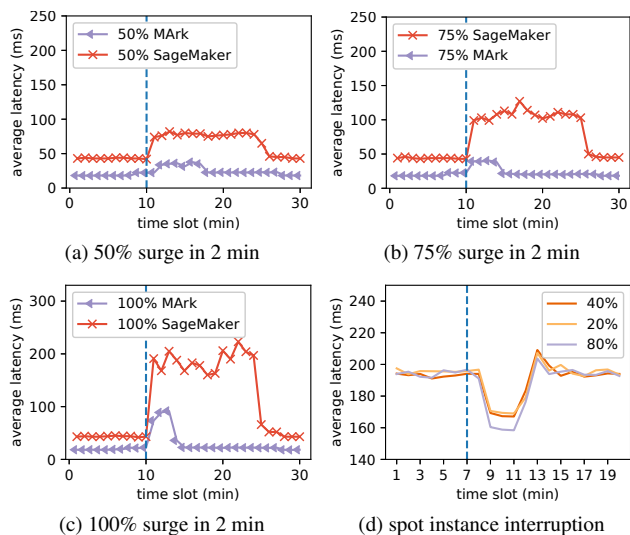 250
200
150
100
50
0
average latency (ms)
50% MArk
50% SageMaker
0 10 20 30
time slot (min)
(a) 50% surge in 2 min
250
200
150
100
50
0
average latency (ms)
75% SageMaker
75% MArk
0 10 20 30
time slot (min)
(b) 75% surge in 2 min
300
200
100
0
average latency (ms)
100% MArk
100% SageMaker
0 10 20 30
time slot (min)
(c) 100% surge in 2 min
240
220
200
180
160
140
average latency (ms)
40%
20%
80%
1 3 5 7 9 11 13 15 17 19
time slot (min)
(d) spot instance interruption